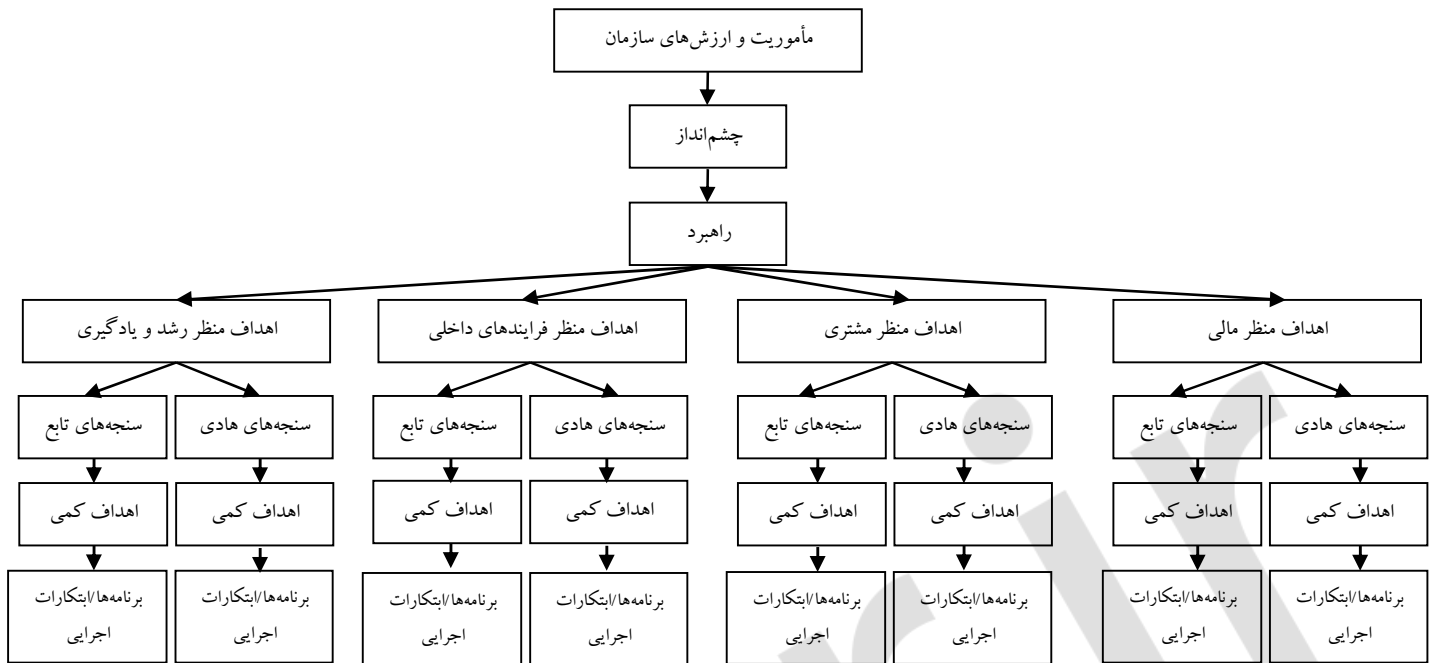 مأموریت و ارزش‌های سازمان
چشم‌انداز
راهبرد
اهداف منظر مالی
اهداف منظر مشتری
اهداف منظر فرایندهای داخلی
اهداف منظر رشد و یادگیری
سنجه‌های هادی
سنجه‌های تابع
سنجه‌های هادی
سنجه‌های تابع
سنجه‌های هادی
سنجه‌های تابع
سنجه‌های هادی
سنجه‌های تابع
اهداف کمی
اهداف کمی
اهداف کمی
اهداف کمی
اهداف کمی
اهداف کمی
اهداف کمی
اهداف کمی
برنامه‌ها/ابتکارات
اجرایی
برنامه‌ها/ابتکارات
اجرایی
برنامه‌ها/ابتکارات
اجرایی
برنامه‌ها/ابتکارات
اجرایی
برنامه‌ها/ابتکارات
اجرایی
برنامه‌ها/ابتکارات
اجرایی
برنامه‌ها/ابتکارات
اجرایی
برنامه‌ها/ابتکارات
اجرایی